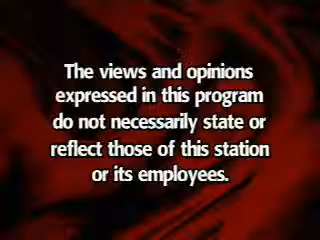 The views and opinions
expressed in this program
do not necessarily state or
reflect those of this station
or its employees.